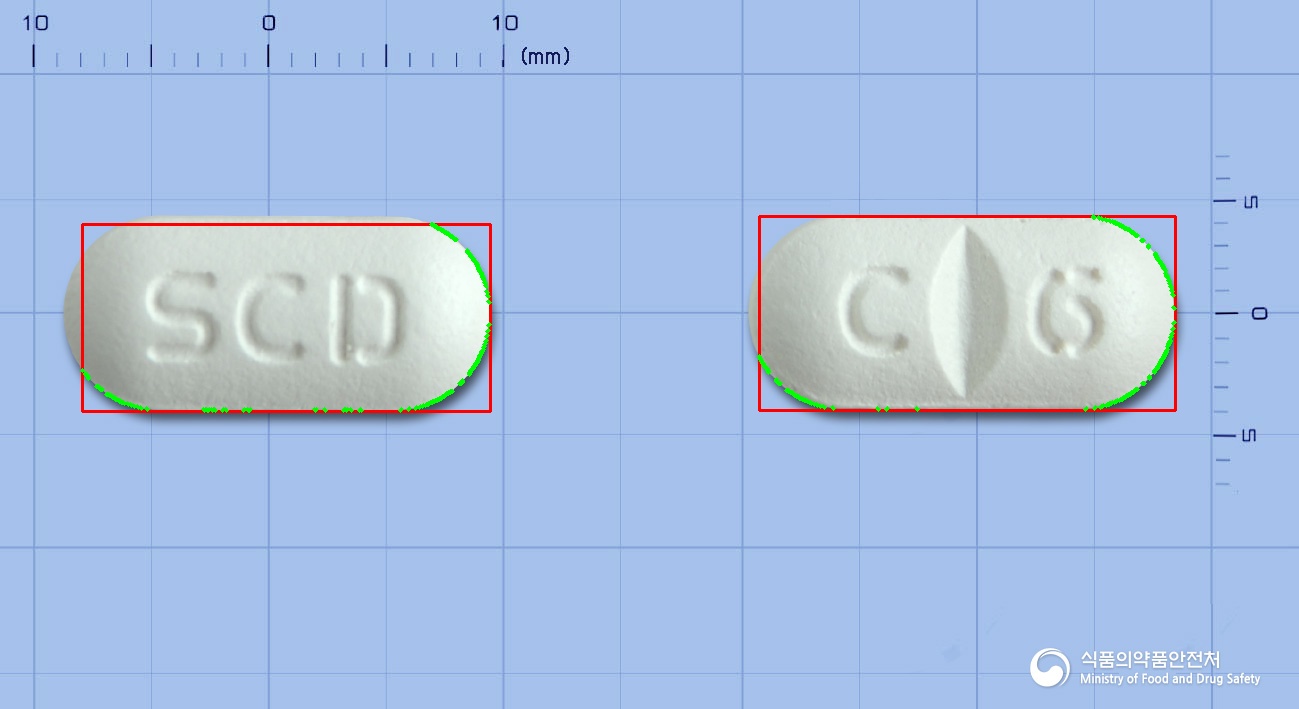 10 0 10 (mm)
5
0
5
SCD
C G
식품의약품안전처
Ministry of Food and Drug Safety